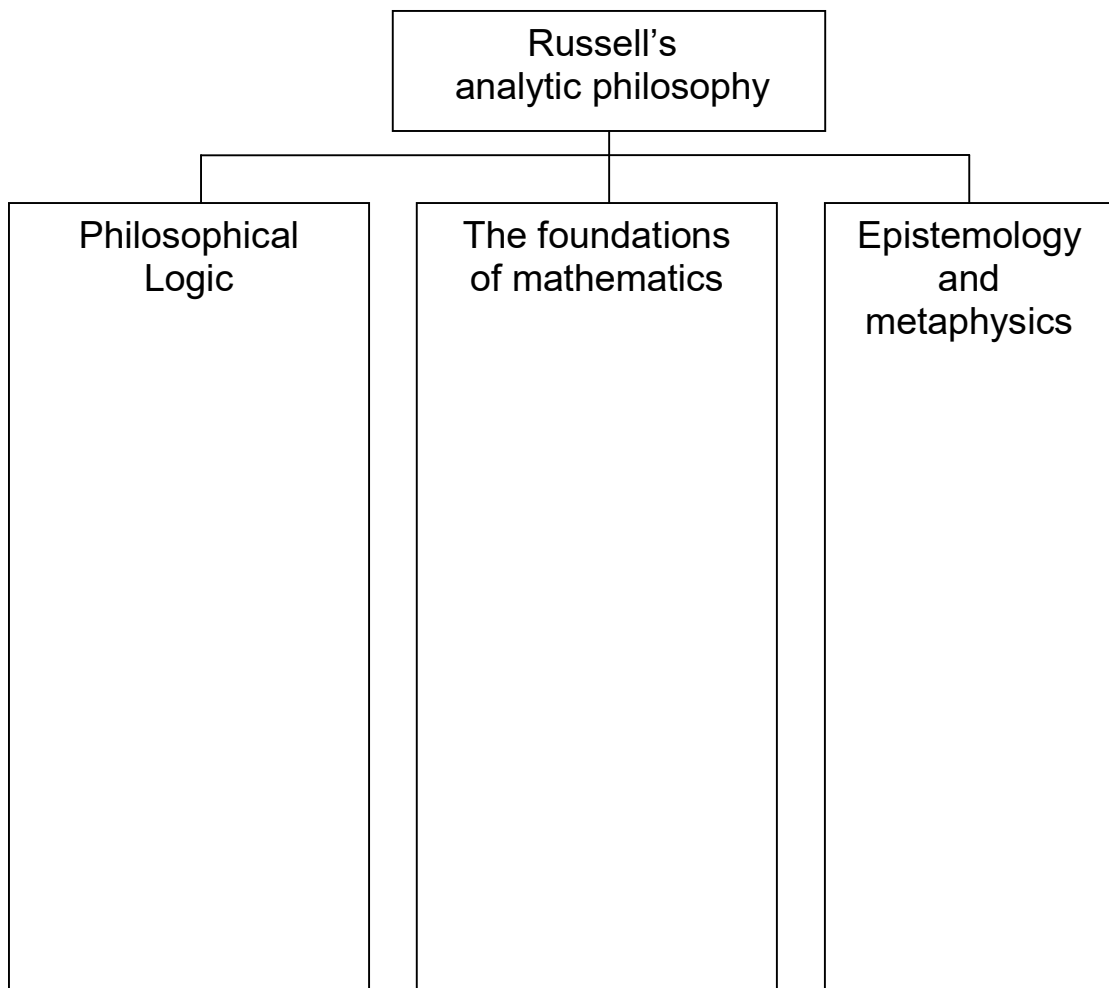 Russell’s
analytic philosophy
Philosophical
Logic
The foundations
of mathematics
Epistemology
and
metaphysics